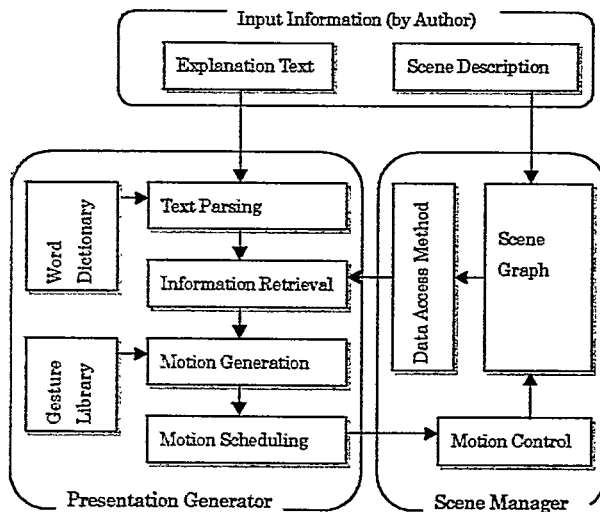 Input Information (by Author)
Explanation Text
Scene Description
Word
Dictionary
Text Parsing
Data Access Method
Scene
Graph
Information Retrieval
Gesture
Library
Motion Generation
Motion Scheduling
Motion Control
Presentation Generator
Scene Manager